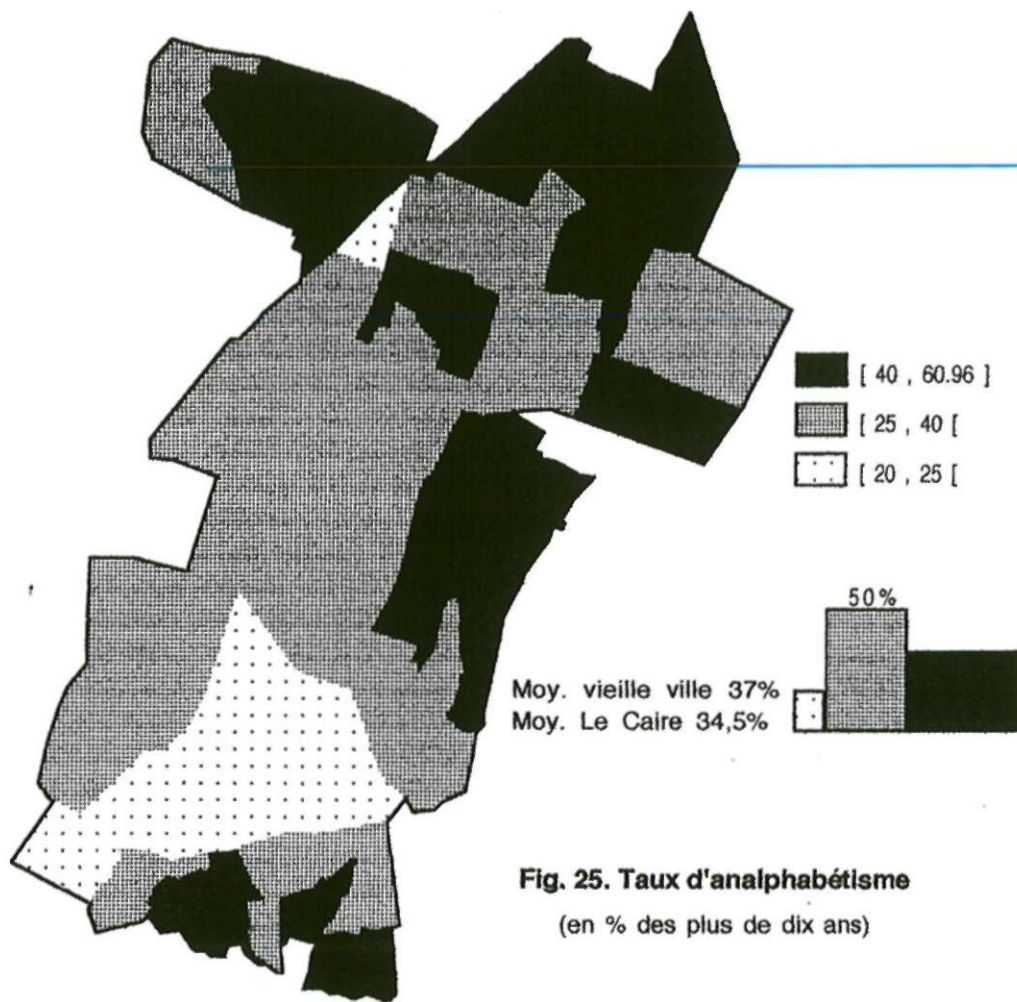 [ 40 , 60.96 ]
[ 25 , 40 [
[ 20 , 25 [
50%
Moy. vieille ville 37%
Moy. Le Caire 34,5%
Fig. 25. Taux d'analphabétisme
(en % des plus de dix ans)